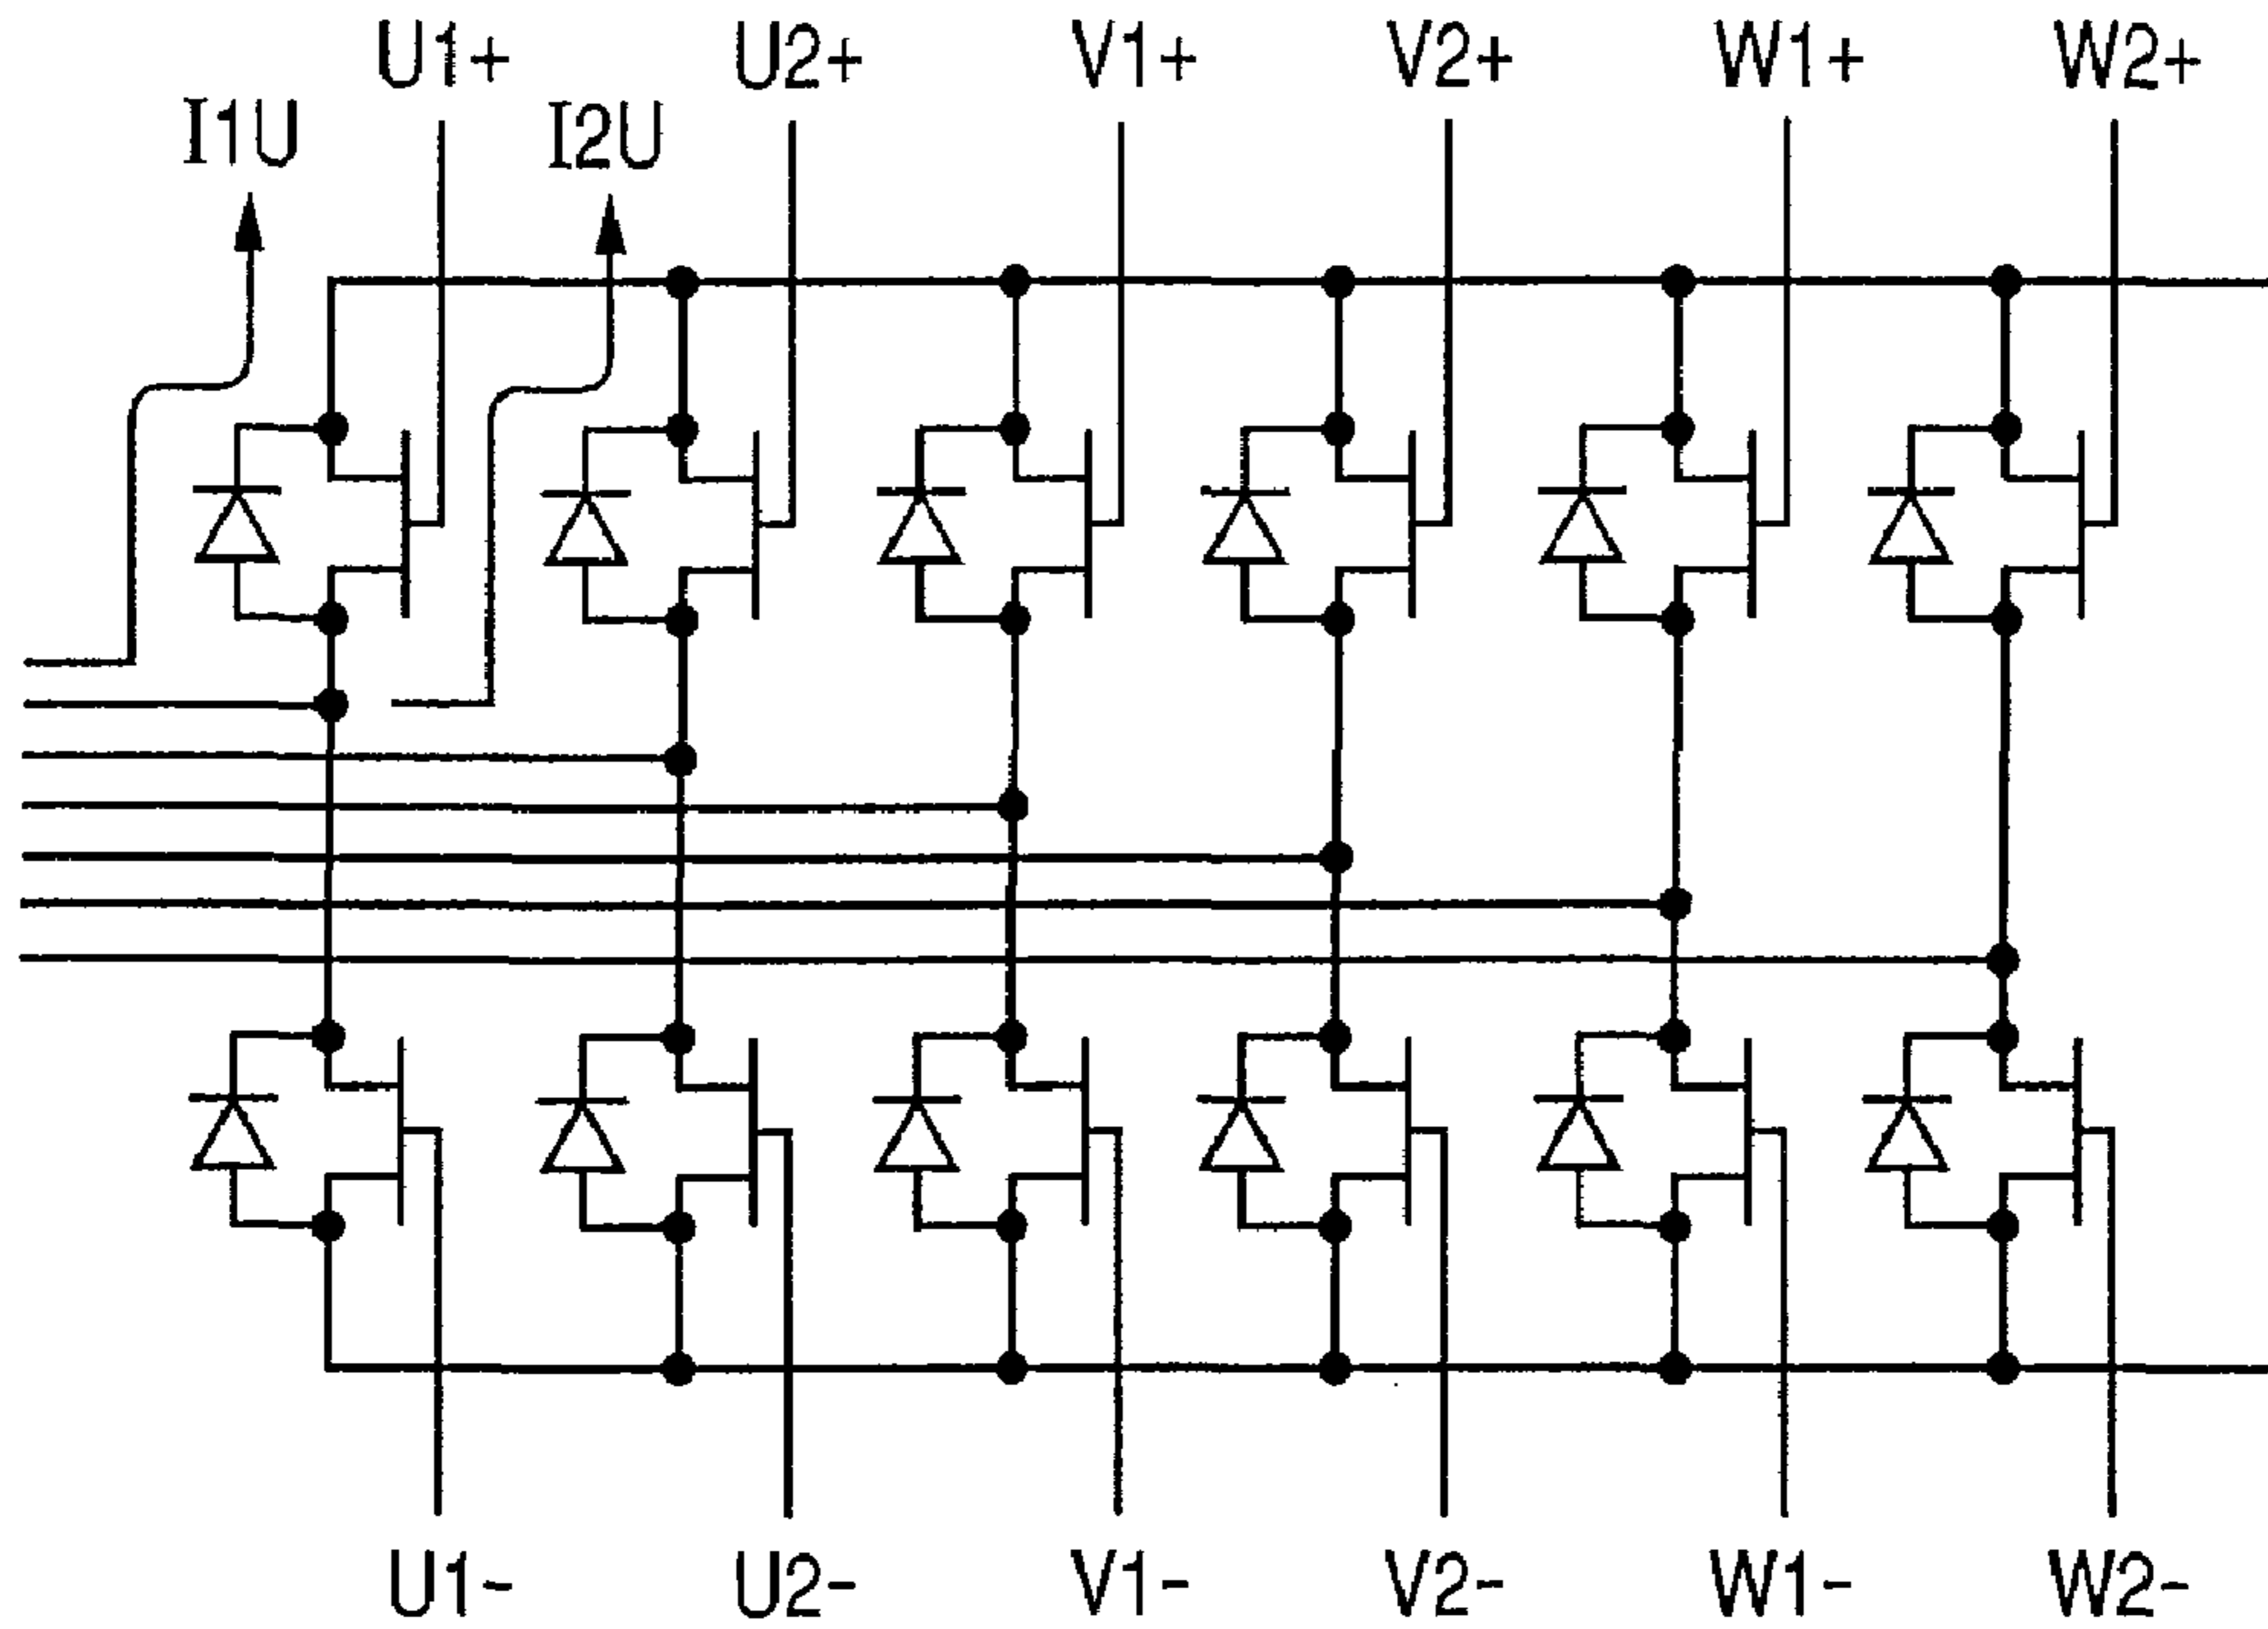 U1+ U2+ V1+ V2+ W1+ W2+
I1U I2U
U1- U2- V1- V2- W1- W2-